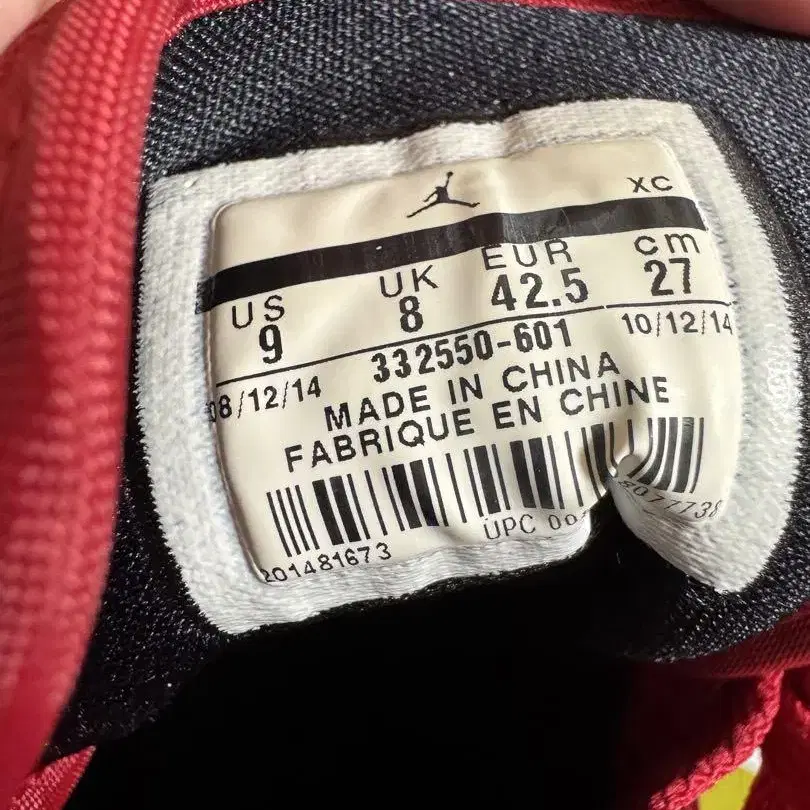 XC
US UK EUR cm
9 8 42.5 27
08/12/14 332550-601 10/12/14
MADE IN CHINA
FABRIQUE EN CHINE
201481673 UPC